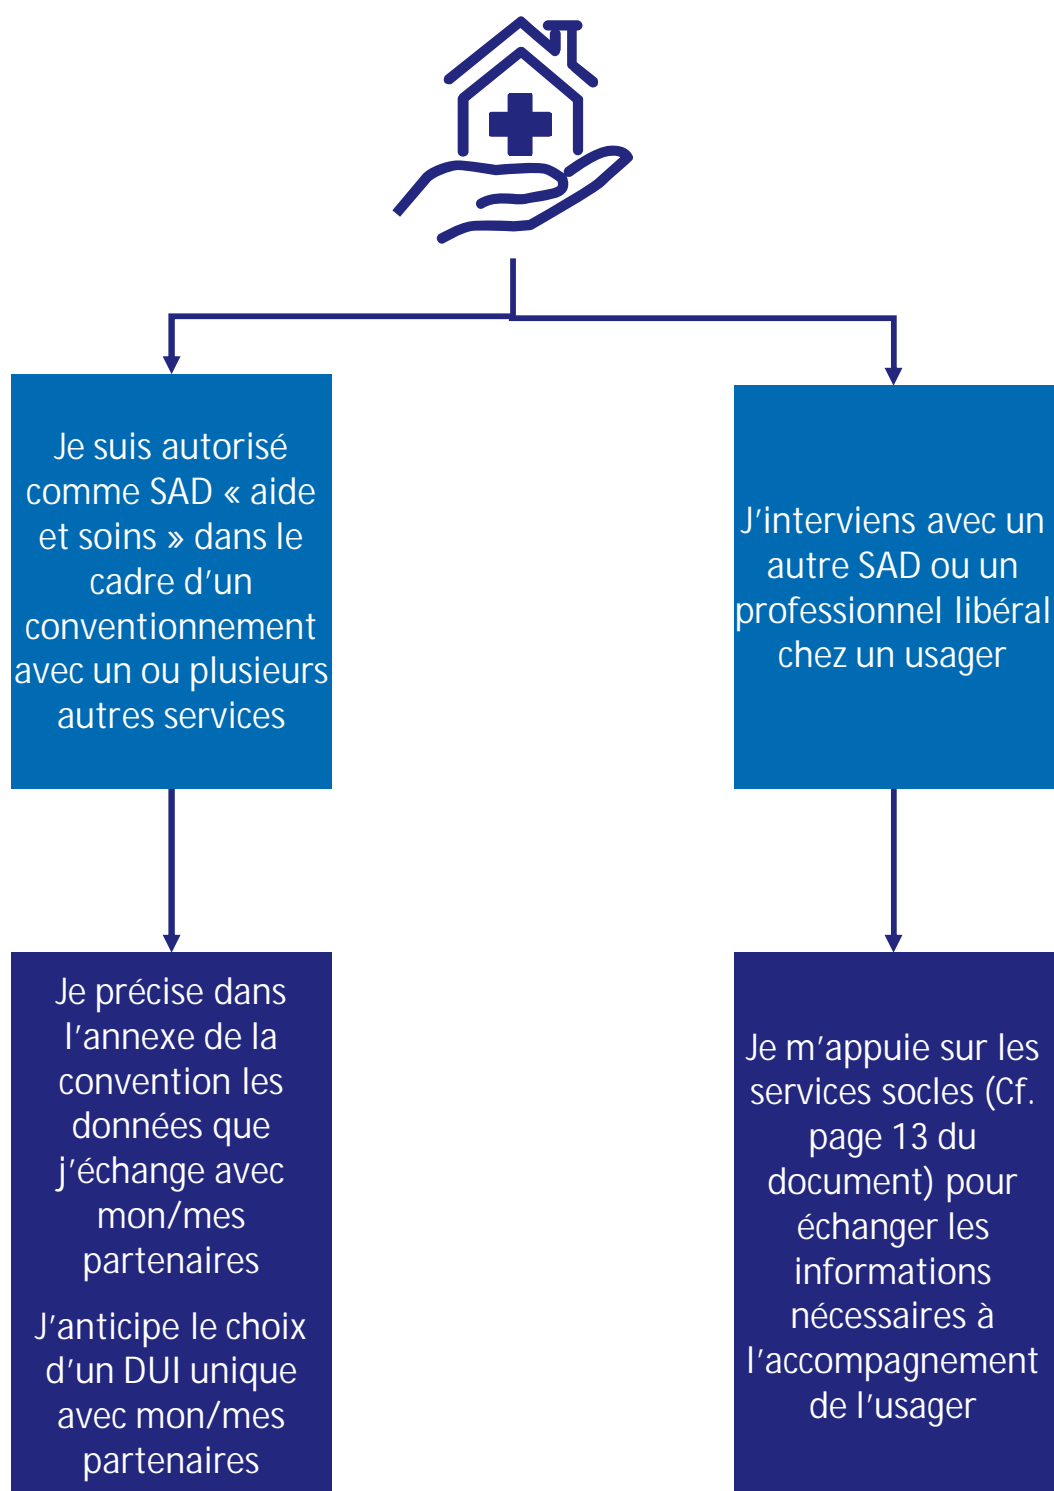 Je suis autorisé
comme SAD « aide
et soins » dans le
cadre d’un
conventionnement
avec un ou plusieurs
autres services
J’interviens avec un
autre SAD ou un
professionnel libéral
chez un usager
Je précise dans
l’annexe de la
convention les
données que
j’échange avec
mon/mes
partenaires
J’anticipe le choix
d’un DUI unique
avec mon/mes
partenaires
Je m’appuie sur les
services socles (Cf.
page 13 du
document) pour
échanger les
informations
nécessaires à
l’accompagnement
de l’usager